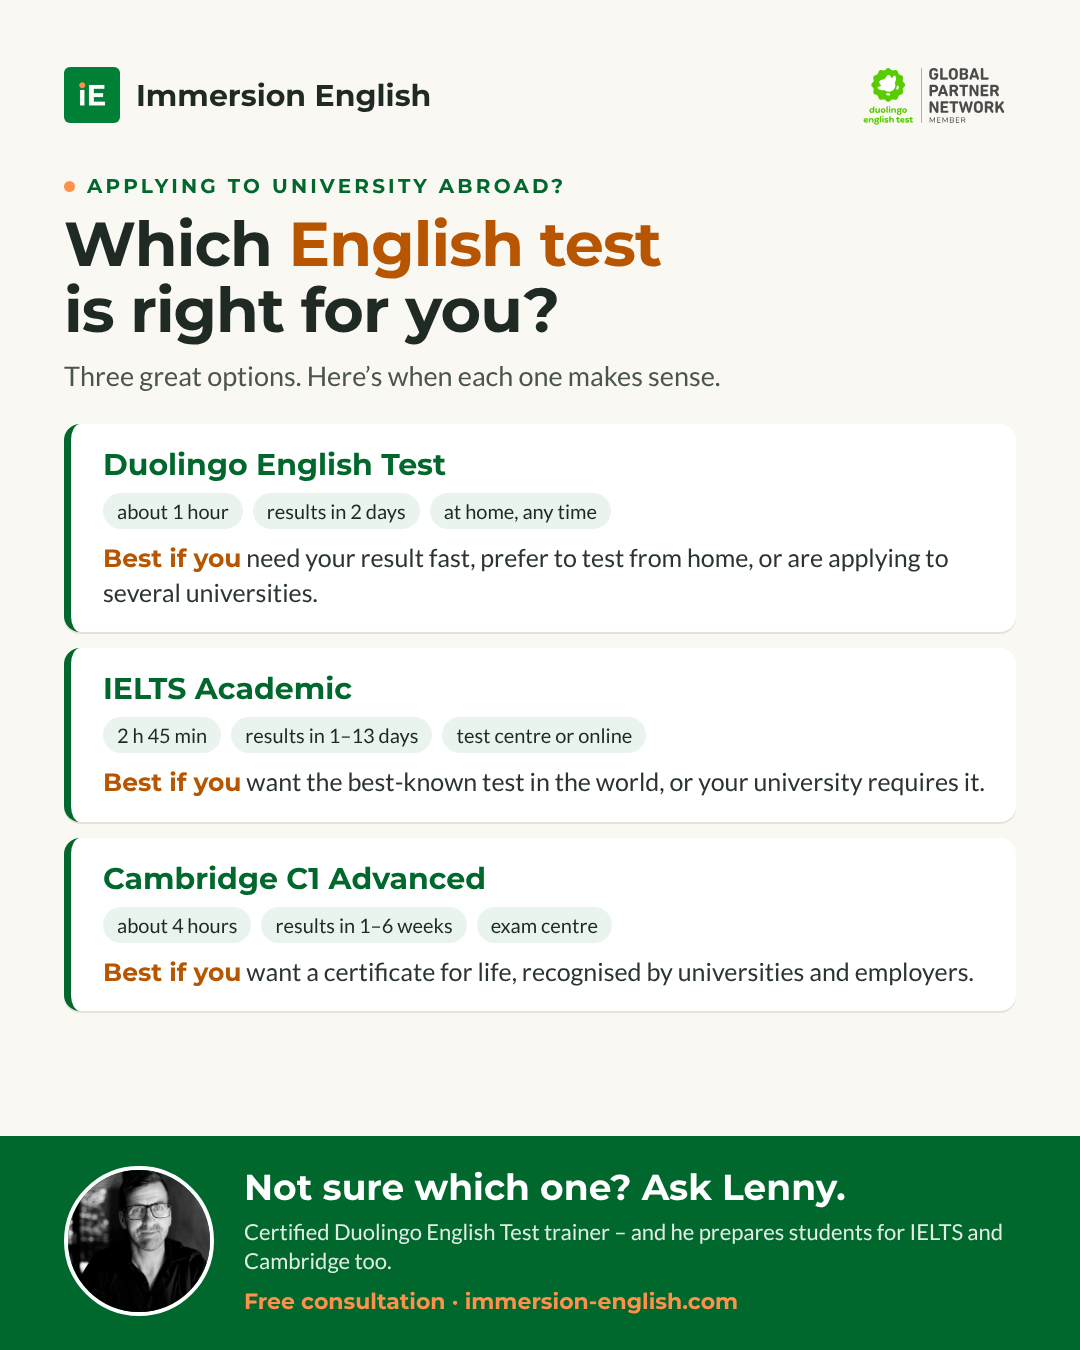 iE Immersion English
duolingo
english test
GLOBAL
PARTNER
NETWORK
MEMBER
APPLYING TO UNIVERSITY ABROAD?
Which English test
is right for you?
Three great options. Here’s when each one makes sense.
Duolingo English Test
about 1 hour results in 2 days at home, any time
Best if you need your result fast, prefer to test from home, or are applying to
several universities.
IELTS Academic
2 h 45 min results in 1–13 days test centre or online
Best if you want the best-known test in the world, or your university requires it.
Cambridge C1 Advanced
about 4 hours results in 1–6 weeks exam centre
Best if you want a certificate for life, recognised by universities and employers.
Not sure which one? Ask Lenny.
Certified Duolingo English Test trainer – and he prepares students for IELTS and
Cambridge too.
Free consultation · immersion-english.com